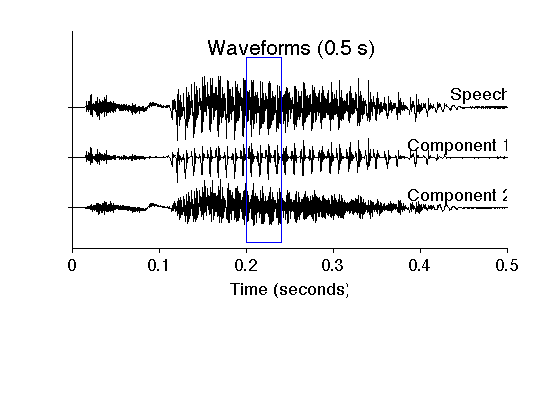 Waveforms (0.5 s)
Speech
Component 1
Component 2
0 0.1 0.2 0.3 0.4 0.5
Time (seconds)